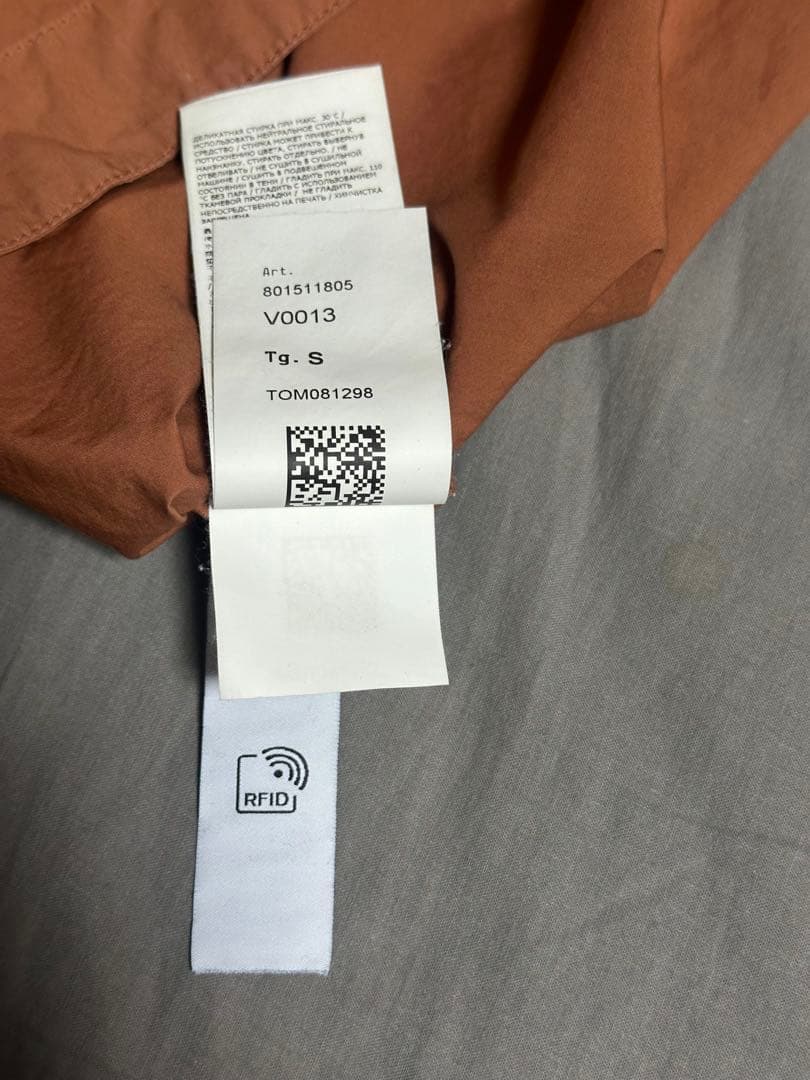 ДЕЛИКАТНАЯ СТИРКА ПРИ МАКС. 30°C /
ИСПОЛЬЗОВАТЬ НЕЙТРАЛЬНОЕ СТИРАЛЬНОЕ
СРЕДСТВО / СТИРКА МОЖЕТ ПРИВЕСТИ К
ПОТУСКНЕНИЮ ЦВЕТА, СТИРАТЬ ВЫВЕРНУВ
НАИЗНАНКУ, СТИРАТЬ ОТДЕЛЬНО. / НЕ
ОТБЕЛИВАТЬ / НЕ СУШИТЬ В СУШИЛЬНОЙ
МАШИНЕ / СУШИТЬ В ПОДВЕШЕННОМ
СОСТОЯНИИ В ТЕНИ / ГЛАДИТЬ ПРИ МАКС. 110
°C БЕЗ ПАРА / ГЛАДИТЬ С ИСПОЛЬЗОВАНИЕМ
ТКАНЕВОЙ ПРОКЛАДКИ / НЕ ГЛАДИТЬ
НЕПОСРЕДСТВЕННО НА ПЕЧАТЬ / ХИМЧИСТКА
Art.
801511805
V0013
Tg. S
TOM081298
RFID